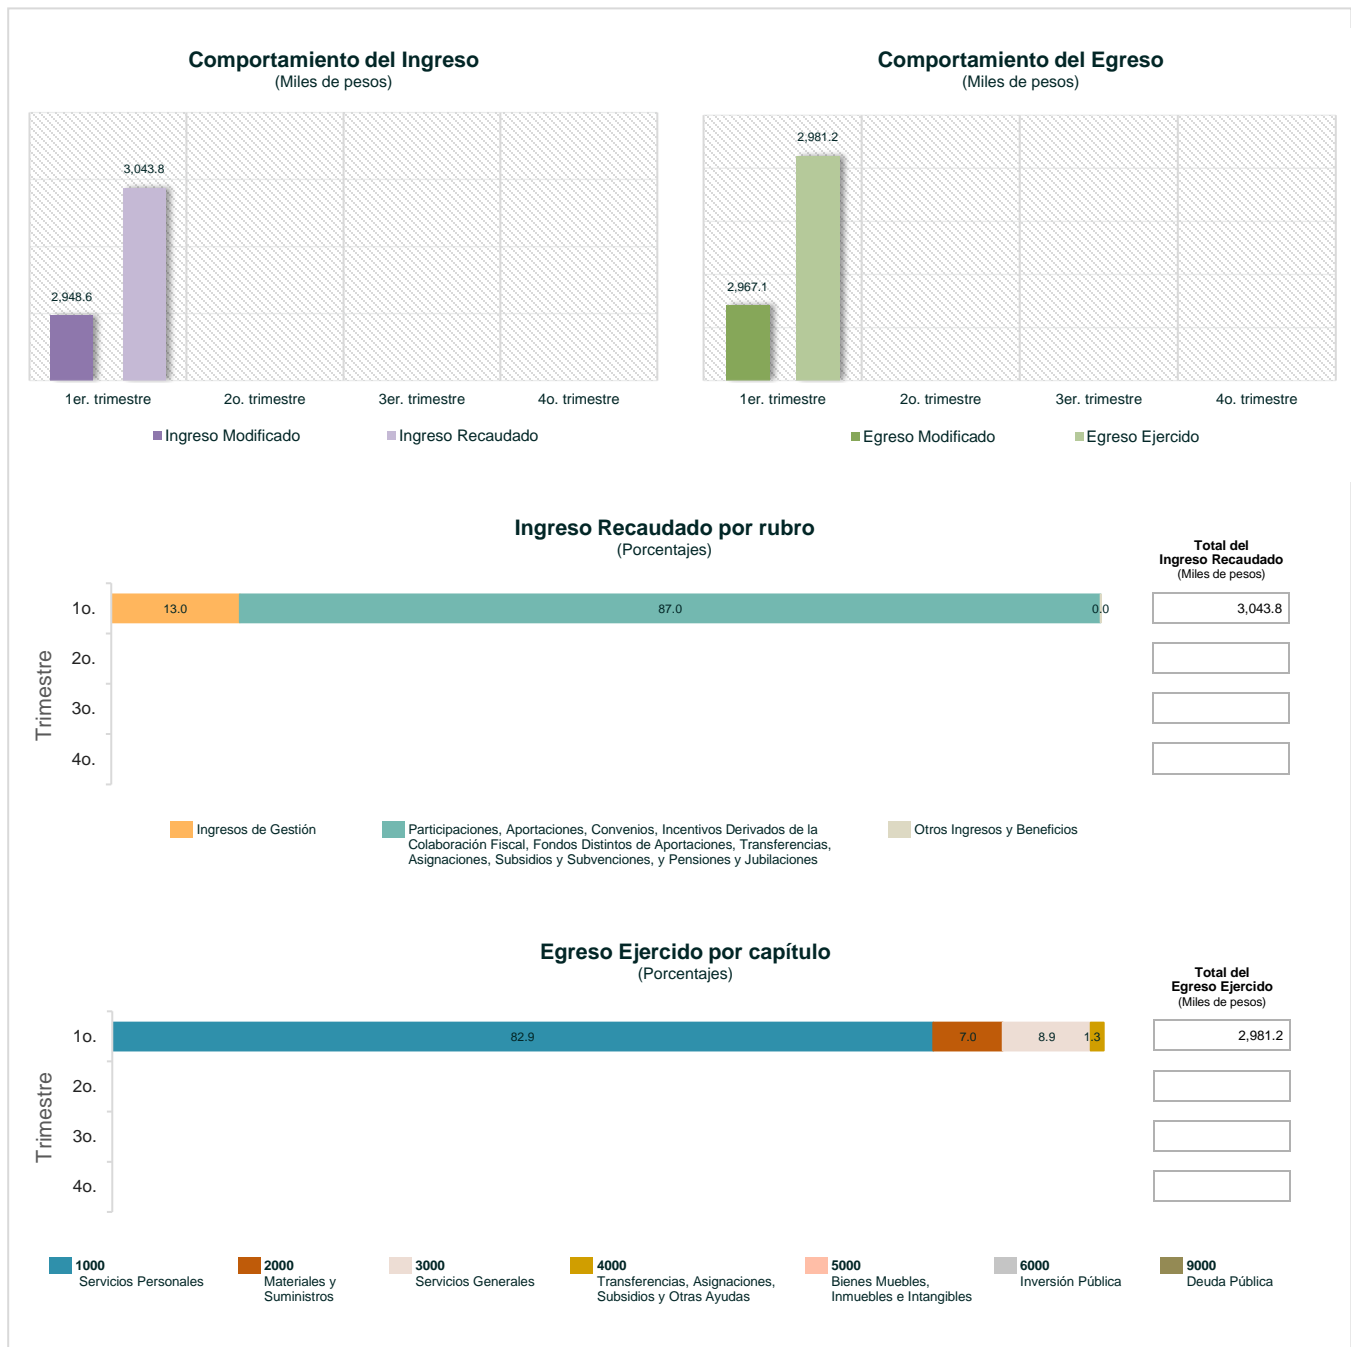 Comportamiento del Ingreso
(Miles de pesos)
3,043.8
2,948.6
1er. trimestre 2o. trimestre 3er. trimestre 4o. trimestre
Ingreso Modificado Ingreso Recaudado
Comportamiento del Egreso
(Miles de pesos)
2,981.2
2,967.1
1er. trimestre 2o. trimestre 3er. trimestre 4o. trimestre
Egreso Modificado Egreso Ejercido
Ingreso Recaudado por rubro
(Porcentajes)
Total del
Ingreso Recaudado
(Miles de pesos)
Trimestre
1o. 13.0 87.0 0.0 3,043.8
2o.
3o.
4o.
Ingresos de Gestión
Participaciones, Aportaciones, Convenios, Incentivos Derivados de la
Colaboración Fiscal, Fondos Distintos de Aportaciones, Transferencias,
Asignaciones, Subsidios y Subvenciones, y Pensiones y Jubilaciones
Otros Ingresos y Beneficios
Egreso Ejercido por capítulo
(Porcentajes)
Total del
Egreso Ejercido
(Miles de pesos)
Trimestre
1o. 82.9 7.0 8.9 1.3 2,981.2
2o.
3o.
4o.
1000
Servicios Personales
2000
Materiales y
Suministros
3000
Servicios Generales
4000
Transferencias, Asignaciones,
Subsidios y Otras Ayudas
5000
Bienes Muebles,
Inmuebles e Intangibles
6000
Inversión Pública
9000
Deuda Pública